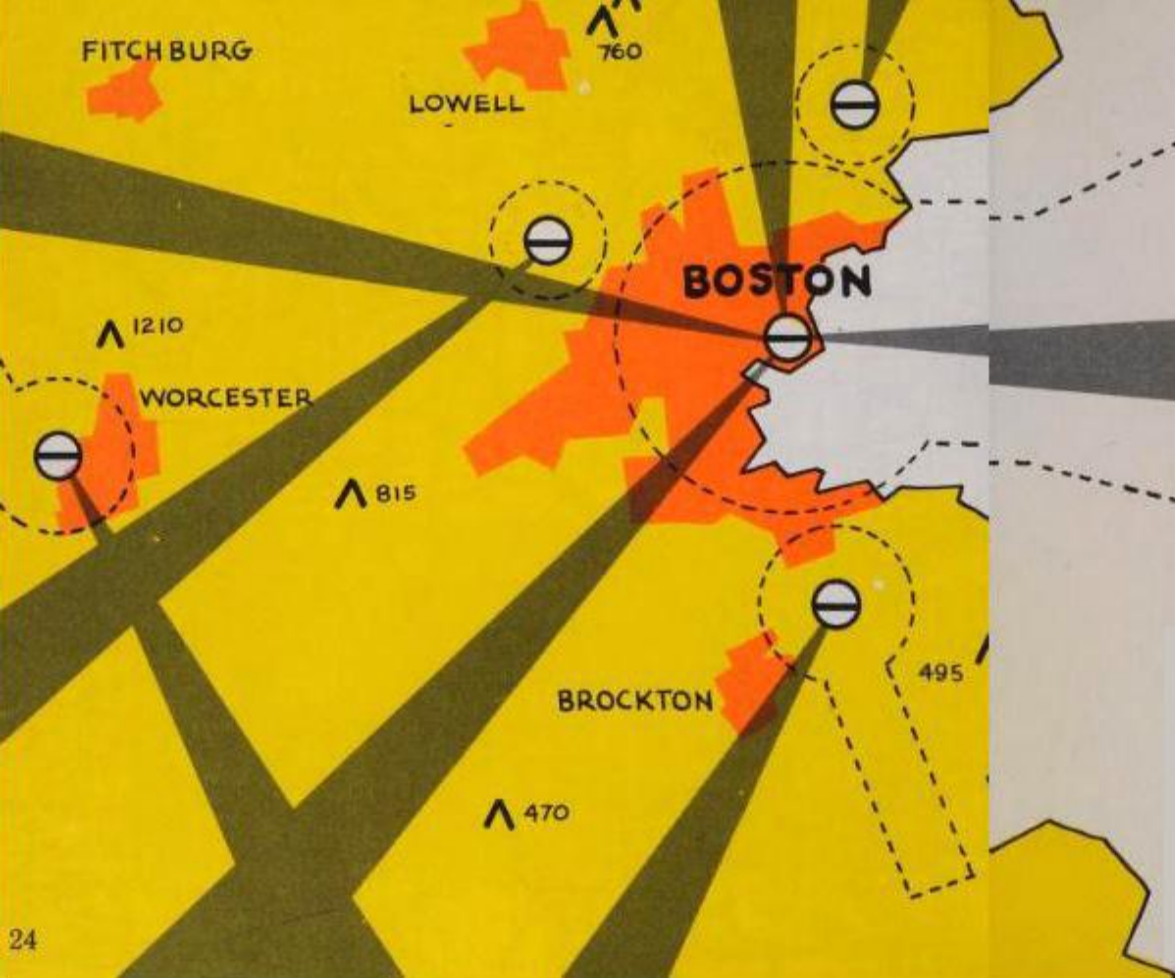 FITCHBURG
760
LOWELL
BOSTON
1210
WORCESTER
815
495
BROCKTON
470
24